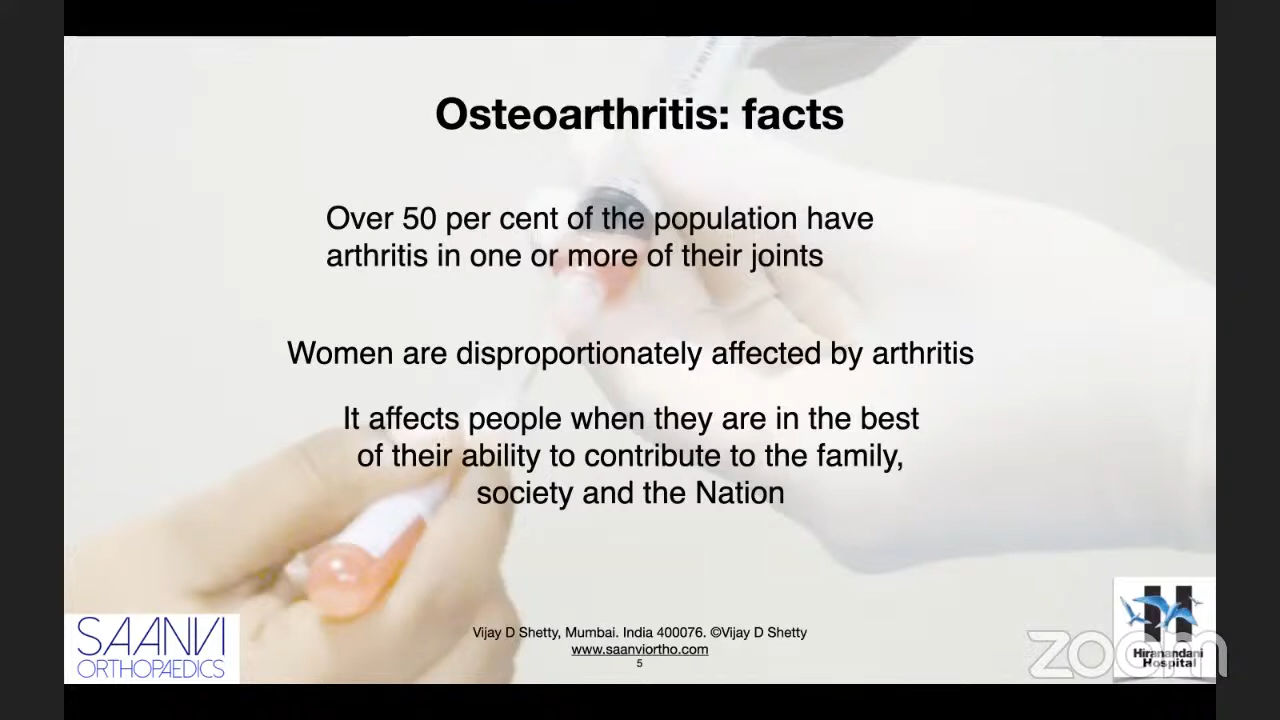 Osteoarthritis: facts
Over 50 per cent of the population have
arthritis in one or more of their joints
Women are disproportionately affected by arthritis
It affects people when they are in the best
of their ability to contribute to the family,
society and the Nation
SAANVI
ORTHOPAEDICS
Vijay D Shetty, Mumbai. India 400076. ©Vijay D Shetty
www.saanviortho.com
5
H
zoom
Hiranandani
Hospital